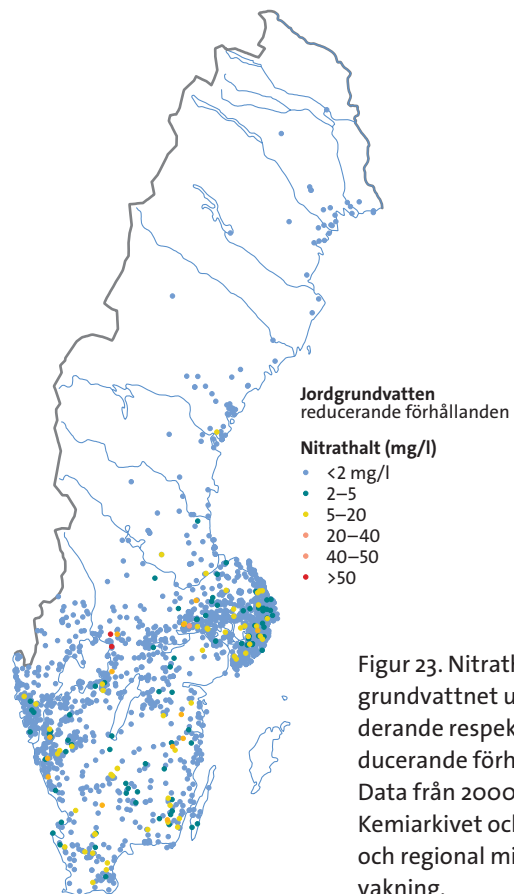 Jordgrundvatten
reducerande förhållanden
Nitrathalt (mg/l)
<2 mg/l
2–5
5–20
20–40
40–50
>50
Figur 23. Nitrath
grundvattnet u
derande respek
ducerande förh
Data från 2000
Kemiarkivet oc
och regional mi
vakning.